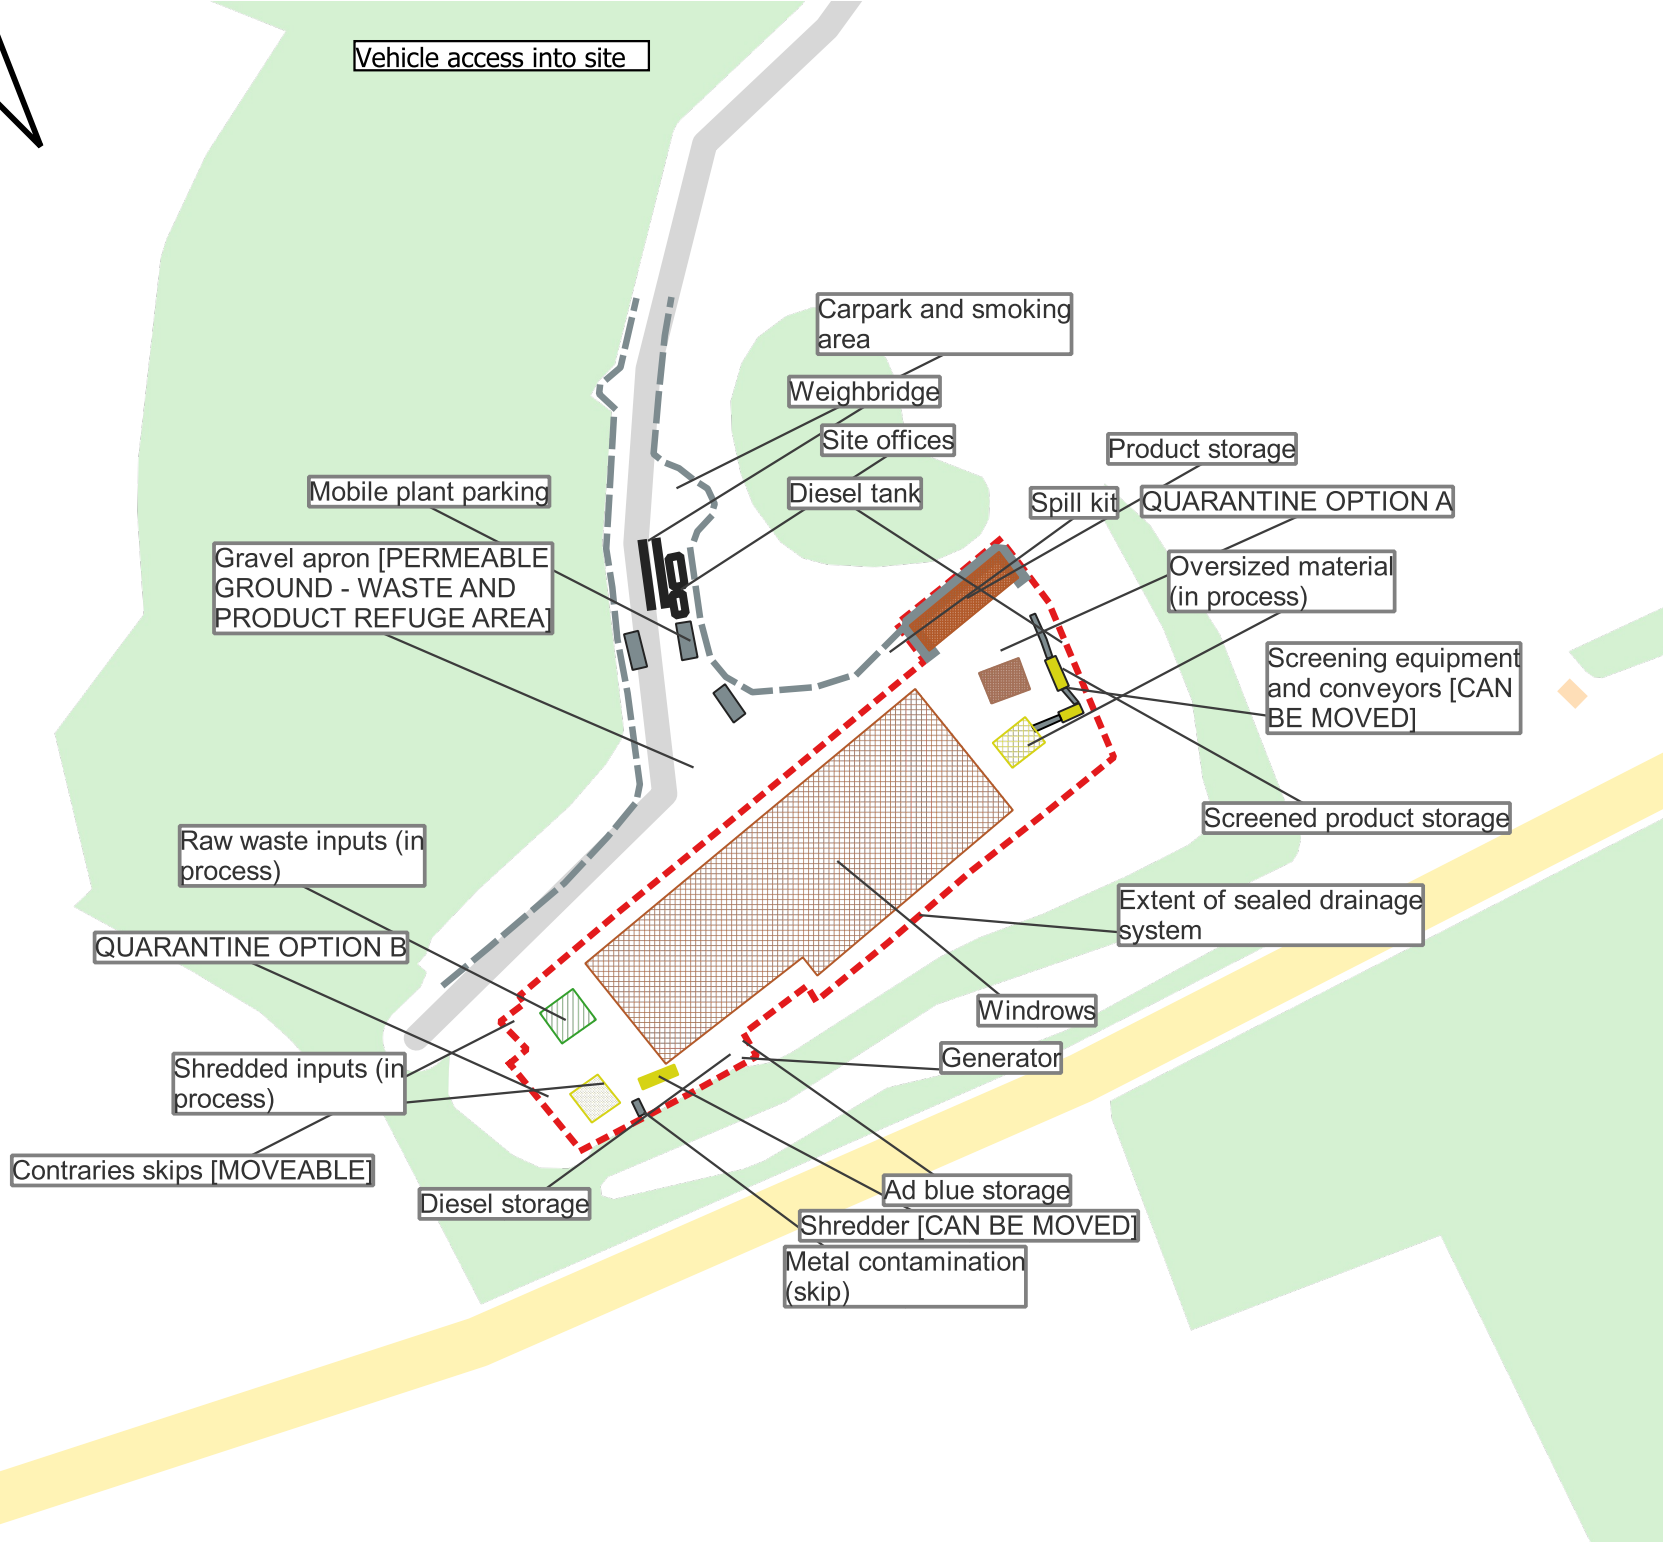 Vehicle access into site
Carpark and smoking
area
Weighbridge
Site offices
Diesel tank
Product storage
Spill kit
QUARANTINE OPTION A
Mobile plant parking
Gravel apron [PERMEABLE
GROUND - WASTE AND
PRODUCT REFUGE AREA]
Oversized material
(in process)
Screening equipment
and conveyors [CAN
BE MOVED]
Screened product storage
Raw waste inputs (in
process)
QUARANTINE OPTION B
Extent of sealed drainage
system
Windrows
Generator
Shredded inputs (in
process)
Contraries skips [MOVEABLE]
Diesel storage
Ad blue storage
Shredder [CAN BE MOVED]
Metal contamination
(skip)